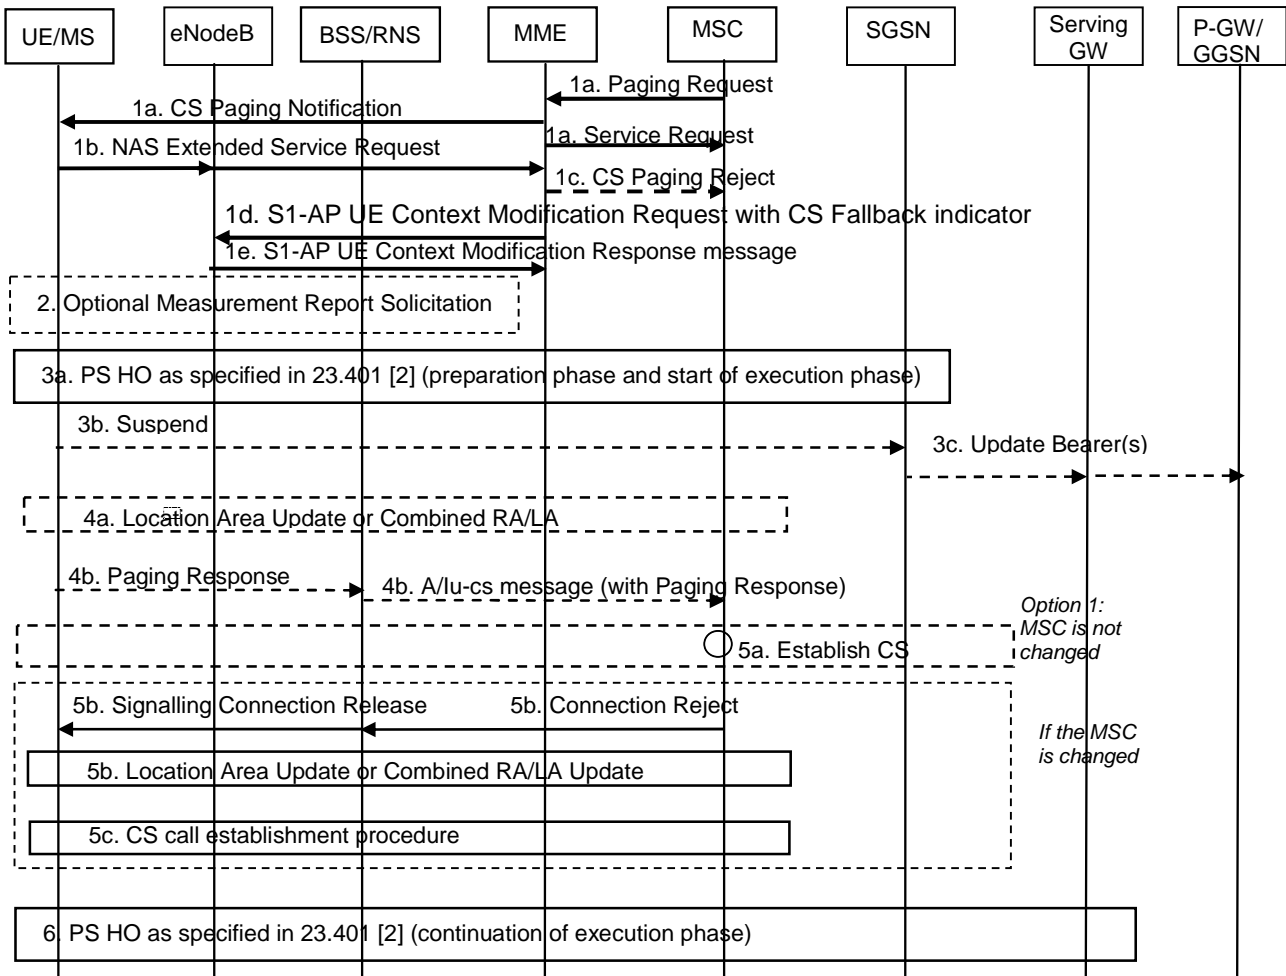 UE/MS
eNodeB
BSS/RNS
MME
MSC
SGSN
Serving
GW
P-GW/
GGSN
1a. Paging Request
1a. CS Paging Notification
1a. Service Request
1b. NAS Extended Service Request
1c. CS Paging Reject
1d. S1-AP UE Context Modification Request with CS Fallback indicator
1e. S1-AP UE Context Modification Response message
2. Optional Measurement Report Solicitation
3a. PS HO as specified in 23.401 [2] (preparation phase and start of execution phase)
3b. Suspend
3c. Update Bearer(s)
4a. Location Area Update or Combined RA/LA
4b. Paging Response
4b. A/Iu-cs message (with Paging Response)
Option 1:
MSC is not
changed
5a. Establish CS
5b. Signalling Connection Release
5b. Connection Reject
If the MSC
is changed
5b. Location Area Update or Combined RA/LA Update
5c. CS call establishment procedure
6. PS HO as specified in 23.401 [2] (continuation of execution phase)